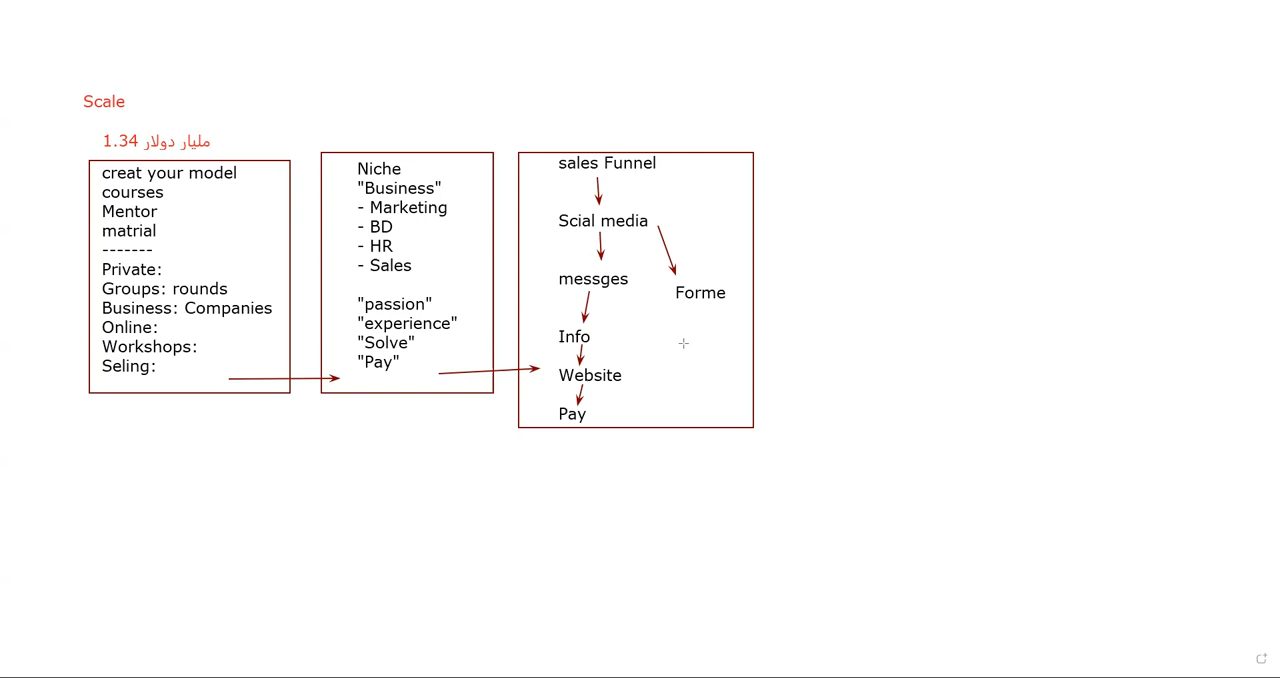 Scale
1.34 مليار دولار
creat your model
courses
Mentor
matrial
-------
Private:
Groups: rounds
Business: Companies
Online:
Workshops:
Seling:
Niche
"Business"
- Marketing
- BD
- HR
- Sales
"passion"
"experience"
"Solve"
"Pay"
sales Funnel
Scial media
messges
Forme
Info
Website
Pay